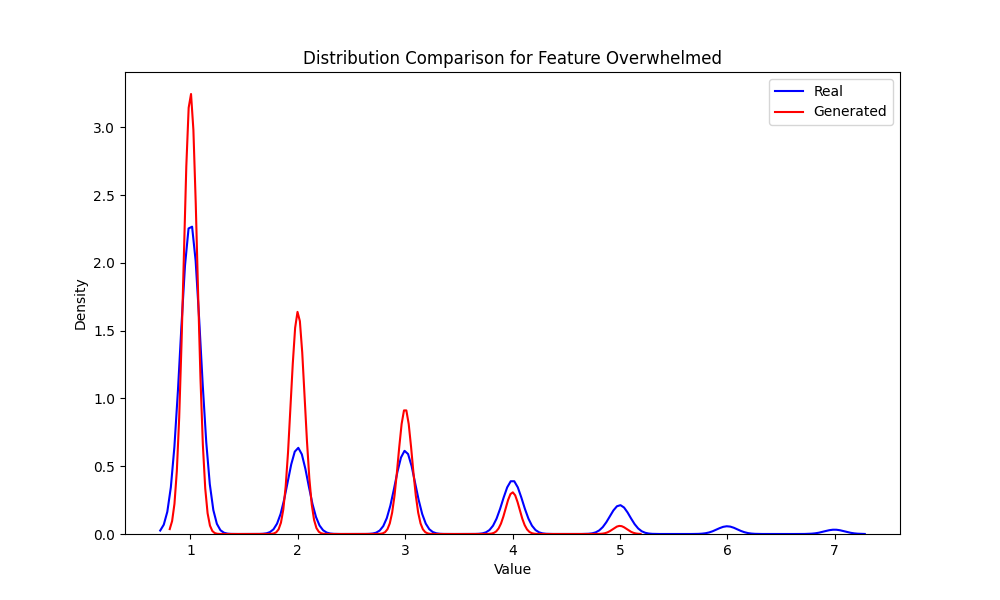 Distribution Comparison for Feature Overwhelmed
Real
Generated
Density
3.0
2.5
2.0
1.5
1.0
0.5
0.0
1 2 3 4 5 6 7
Value